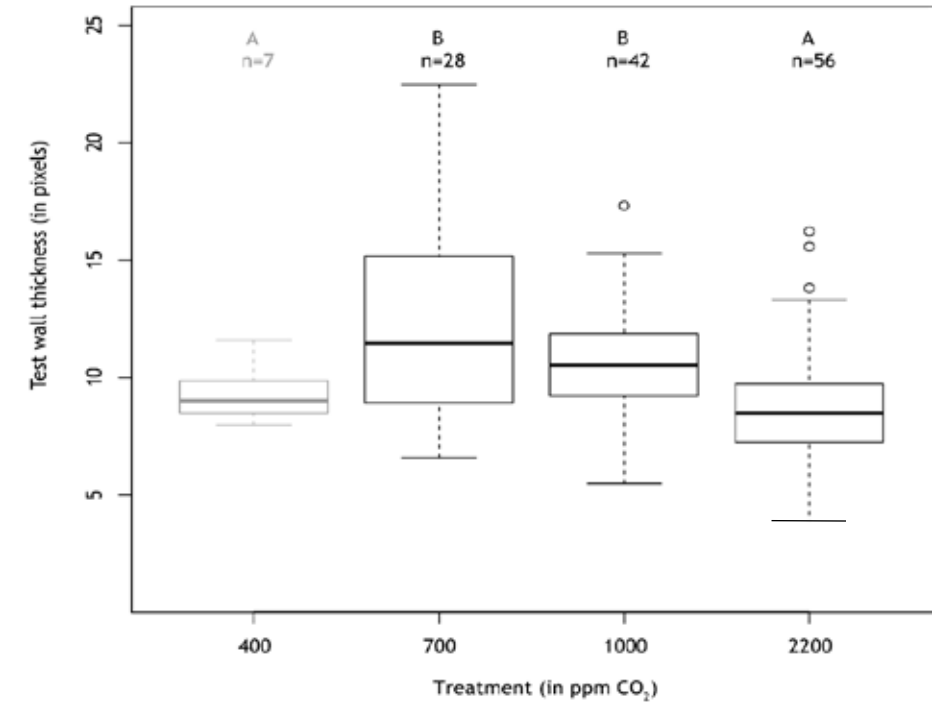 A B B A
n=7 n=28 n=42 n=56
25
20
15
10
5
Test wall thickness (in pixels)
400 700 1000 2200
Treatment (in ppm CO₂)